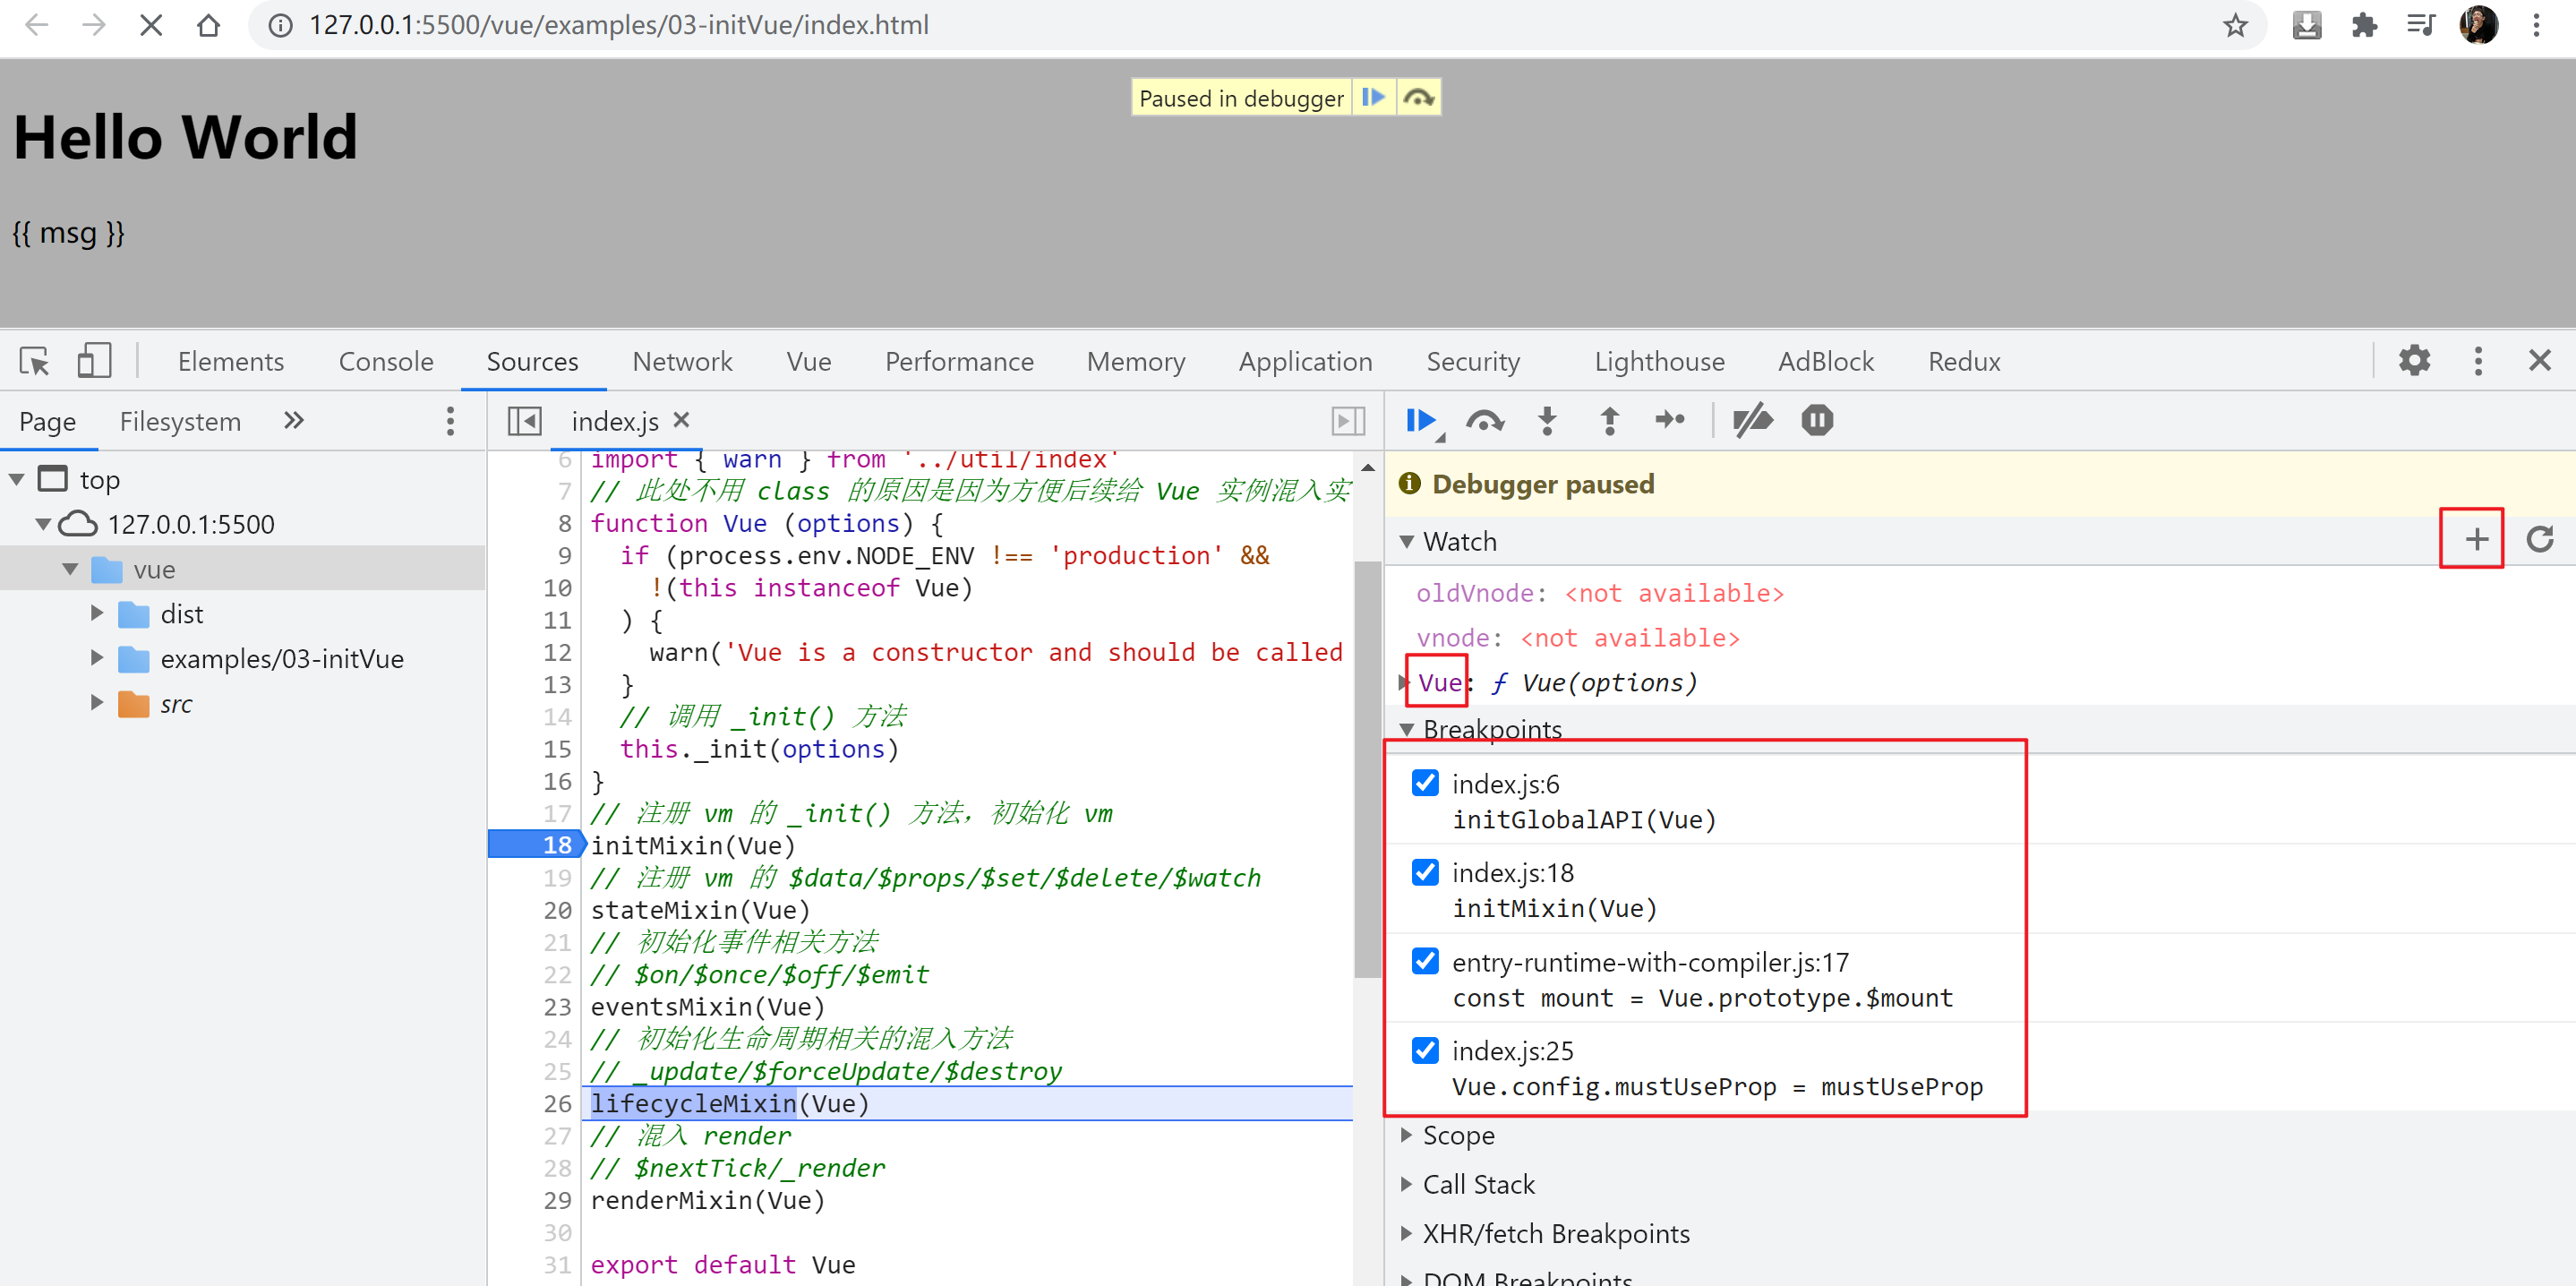 127.0.0.1:5500/vue/examples/03-initVue/index.html
Paused in debugger
Hello World
{{ msg }}
Elements Console Sources Network Vue Performance Memory Application Security Lighthouse AdBlock Redux
Page Filesystem
index.js
top
127.0.0.1:5500
vue
dist
examples/03-initVue
src
6 import { warn } from '../util/index'
7 // 此处不用 class 的原因是因为方便后续给 Vue 实例混入实
8 function Vue (options) {
9 if (process.env.NODE_ENV !== 'production' &&
10 !(this instanceof Vue)
11 ) {
12 warn('Vue is a constructor and should be called
13 }
14 // 调用 _init() 方法
15 this._init(options)
16 }
17 // 注册 vm 的 _init() 方法，初始化 vm
18 initMixin(Vue)
19 // 注册 vm 的 $data/$props/$set/$delete/$watch
20 stateMixin(Vue)
21 // 初始化事件相关方法
22 // $on/$once/$off/$emit
23 eventsMixin(Vue)
24 // 初始化生命周期相关的混入方法
25 // _update/$forceUpdate/$destroy
26 lifecycleMixin(Vue)
27 // 混入 render
28 // $nextTick/_render
29 renderMixin(Vue)
30
31 export default Vue
Debugger paused
Watch
oldVnode: <not available>
vnode: <not available>
Vue: ƒ Vue(options)
Breakpoints
index.js:6
initGlobalAPI(Vue)
index.js:18
initMixin(Vue)
entry-runtime-with-compiler.js:17
const mount = Vue.prototype.$mount
index.js:25
Vue.config.mustUseProp = mustUseProp
Scope
Call Stack
XHR/fetch Breakpoints
DOM Breakpoints